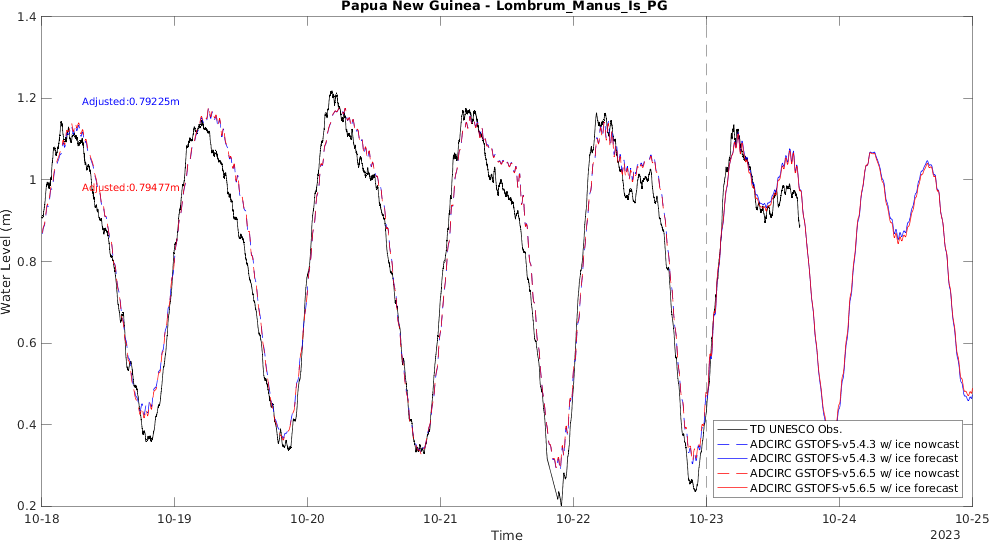 Papua New Guinea - Lombrum_Manus_Is_PG
Water Level (m)
1.4
1.2
1
0.8
0.6
0.4
0.2
Adjusted:0.79225m
Adjusted:0.79477m
TD UNESCO Obs.
ADCIRC GSTOFS-v5.4.3 w/ ice nowcast
ADCIRC GSTOFS-v5.4.3 w/ ice forecast
ADCIRC GSTOFS-v5.6.5 w/ ice nowcast
ADCIRC GSTOFS-v5.6.5 w/ ice forecast
10-18 10-19 10-20 10-21 10-22 10-23 10-24 10-25
Time
2023